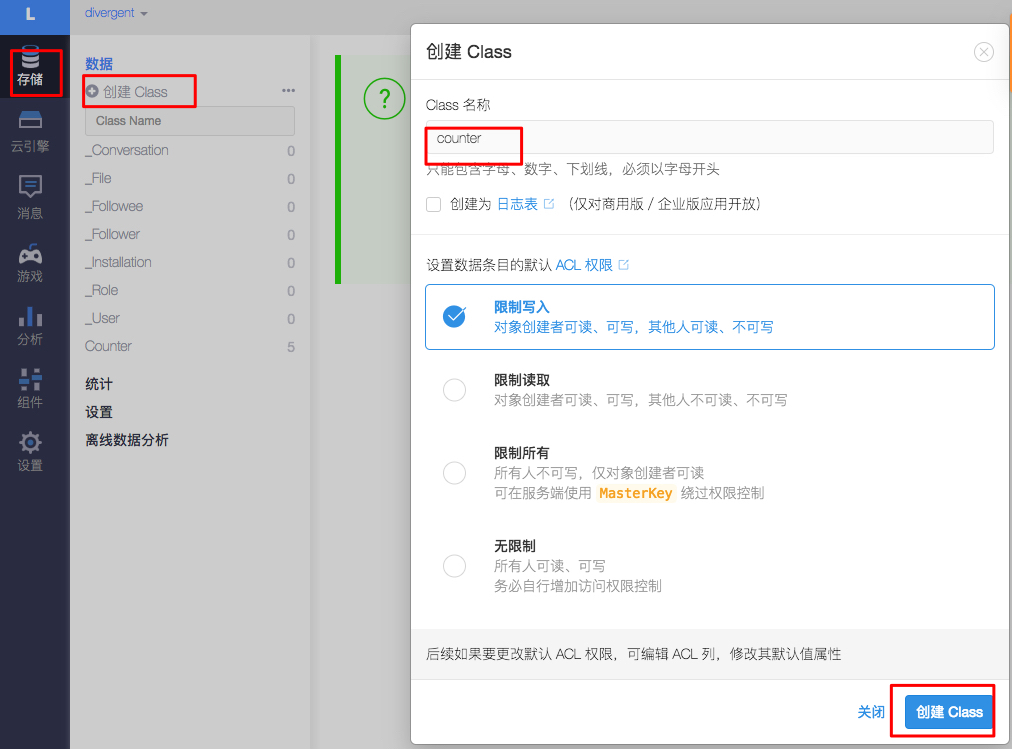 L
divergent
存储
云引擎
消息
游戏
分析
组件
设置
数据
创建 Class
Class Name
_Conversation 0
_File 0
_Followee 0
_Follower 0
_Installation 0
_Role 0
_User 0
Counter 5
统计
设置
离线数据分析
?
创建 Class
Class 名称
counter
只能包含字母、数字、下划线，必须以字母开头
创建为 日志表 （仅对商用版 / 企业版应用开放）
设置数据条目的默认 ACL 权限
限制写入
对象创建者可读、可写，其他人可读、不可写
限制读取
对象创建者可读、可写，其他人不可读、不可写
限制所有
所有人不可写，仅对象创建者可读
可在服务端使用 MasterKey 绕过权限控制
无限制
所有人可读、可写
务必自行增加访问权限控制
后续如果要更改默认 ACL 权限，可编辑 ACL 列，修改其默认值属性
关闭 创建 Class